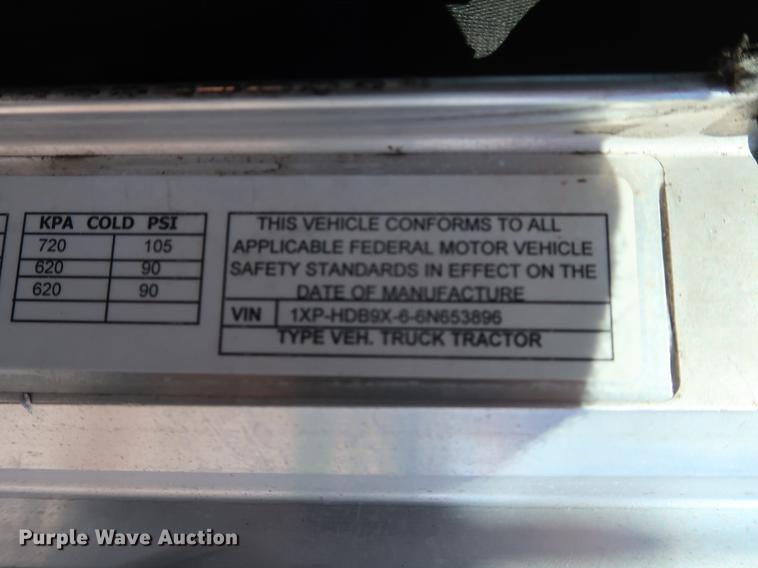 KPA COLD PSI
720 105
620 90
620 90
THIS VEHICLE CONFORMS TO ALL
APPLICABLE FEDERAL MOTOR VEHICLE
SAFETY STANDARDS IN EFFECT ON THE
DATE OF MANUFACTURE
VIN 1XP-HDB9X-6-6N653896
TYPE VEH. TRUCK TRACTOR
Purple Wave Auction